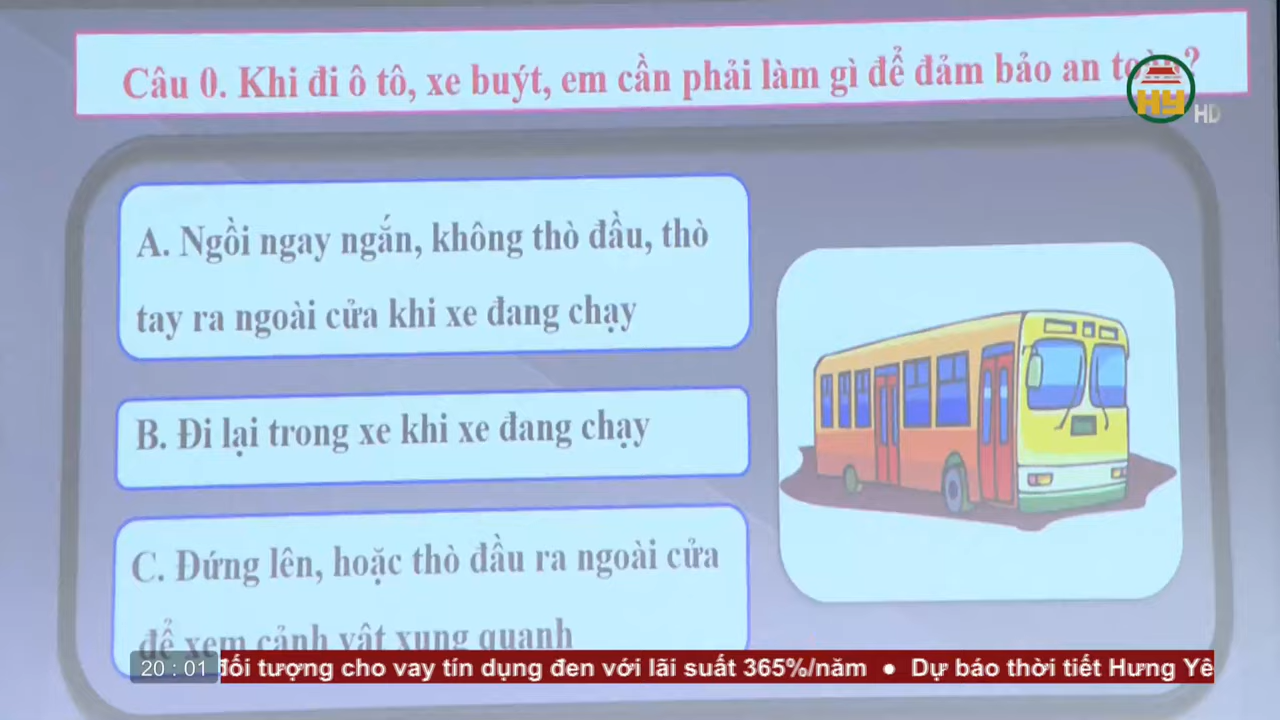 Câu 0. Khi đi ô tô, xe buýt, em cần phải làm gì để đảm bảo an toàn?
HY
HD
A. Ngồi ngay ngắn, không thò đầu, thò
tay ra ngoài cửa khi xe đang chạy
B. Đi lại trong xe khi xe đang chạy
C. Đứng lên, hoặc thò đầu ra ngoài cửa
để xem cảnh vật xung quanh
20 : 01 đối tượng cho vay tín dụng đen với lãi suất 365%/năm ● Dự báo thời tiết Hưng Yê